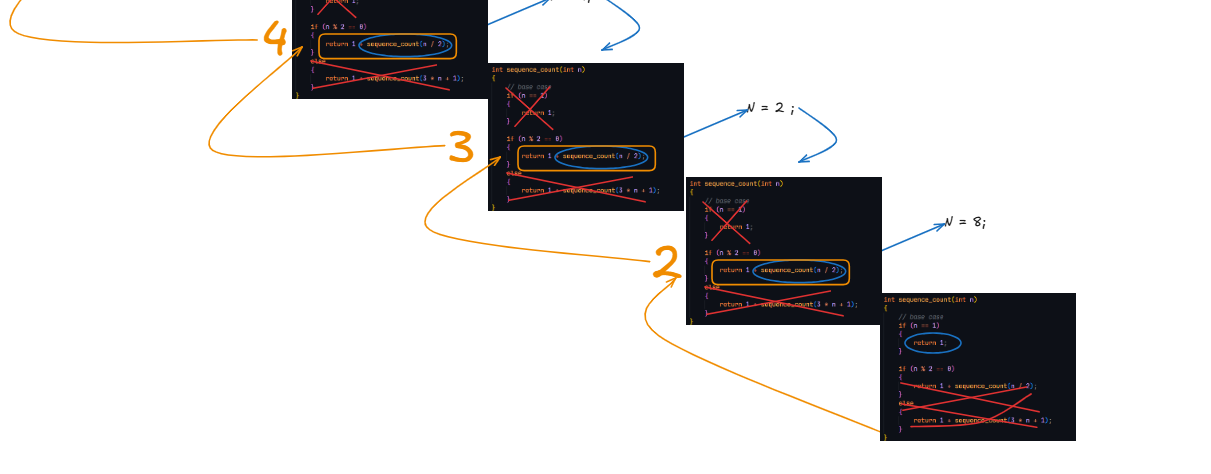 return 1;
}
if (n % 2 == 0)
{
return 1 + sequence_count(n / 2);
}
else
{
return 1 + sequence_count(3 * n + 1);
}
}
4
int sequence_count(int n)
{
// base case
if (n == 1)
{
return 1;
}
if (n % 2 == 0)
{
return 1 + sequence_count(n / 2);
}
else
{
return 1 + sequence_count(3 * n + 1);
}
}
3
N = 2 ;
int sequence_count(int n)
{
// base case
if (n == 1)
{
return 1;
}
if (n % 2 == 0)
{
return 1 + sequence_count(n / 2);
}
else
{
return 1 + sequence_count(3 * n + 1);
}
}
2
N = 8;
int sequence_count(int n)
{
// base case
if (n == 1)
{
return 1;
}
if (n % 2 == 0)
{
return 1 + sequence_count(n / 2);
}
else
{
return 1 + sequence_count(3 * n + 1);
}
}